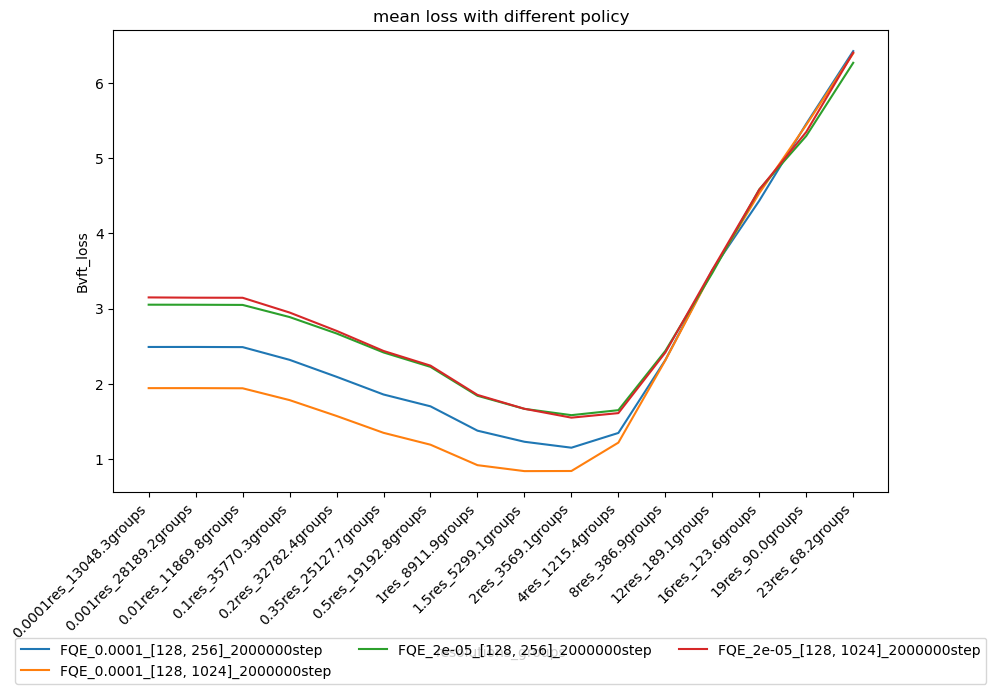 mean loss with different policy
Bvft_loss
6
5
4
3
2
1
0.0001res_13048.3groups
0.001res_28189.2groups
0.01res_11869.8groups
0.1res_35770.3groups
0.2res_32782.4groups
0.35res_25127.7groups
0.5res_19192.8groups
1res_8911.9groups
1.5res_5299.1groups
2res_3569.1groups
4res_1215.4groups
8res_386.9groups
12res_189.1groups
16res_123.6groups
19res_90.0groups
23res_68.2groups
FQE_0.0001_[128, 256]_2000000step
FQE_0.0001_[128, 1024]_2000000step
FQE_2e-05_[128, 256]_2000000step
FQE_2e-05_[128, 1024]_2000000step